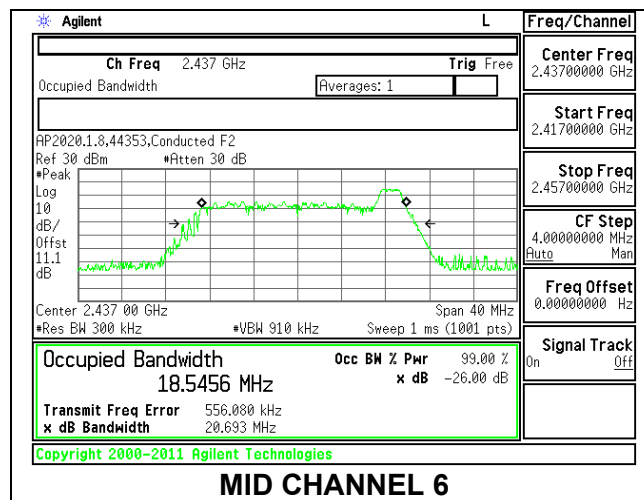 Agilent L Freq/Channel
Ch Freq 2.437 GHz Trig Free
Occupied Bandwidth Averages: 1
AP2020.1.8,44353,Conducted F2
Ref 30 dBm #Atten 30 dB
#Peak
Log
10
dB/
Offst
11.1
dB
Center 2.437 00 GHz Span 40 MHz
#Res BW 300 kHz #VBW 910 kHz Sweep 1 ms (1001 pts)
Occupied Bandwidth Occ BW % Pwr 99.00 %
18.5456 MHz x dB -26.00 dB
Transmit Freq Error 556.080 kHz
x dB Bandwidth 20.693 MHz
Copyright 2000-2011 Agilent Technologies
Center Freq
2.43700000 GHz
Start Freq
2.41700000 GHz
Stop Freq
2.45700000 GHz
CF Step
4.00000000 MHz
Auto Man
Freq Offset
0.00000000 Hz
Signal Track
On Off
MID CHANNEL 6